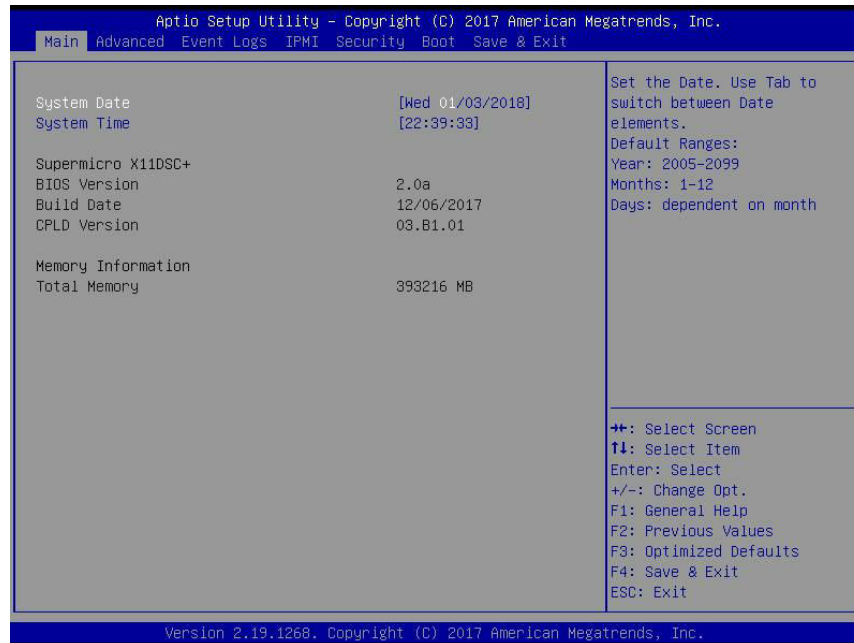 Aptio Setup Utility – Copyright (C) 2017 American Megatrends, Inc.
Main Advanced Event Logs IPMI Security Boot Save & Exit
System Date [Wed 01/03/2018]
System Time [22:39:33]
Supermicro X11DSC+
BIOS Version 2.0a
Build Date 12/06/2017
CPLD Version 03.B1.01
Memory Information
Total Memory 393216 MB
Set the Date. Use Tab to
switch between Date
elements.
Default Ranges:
Year: 2005-2099
Months: 1-12
Days: dependent on month
→←: Select Screen
↑↓: Select Item
Enter: Select
+/-: Change Opt.
F1: General Help
F2: Previous Values
F3: Optimized Defaults
F4: Save & Exit
ESC: Exit
Version 2.19.1268. Copyright (C) 2017 American Megatrends, Inc.